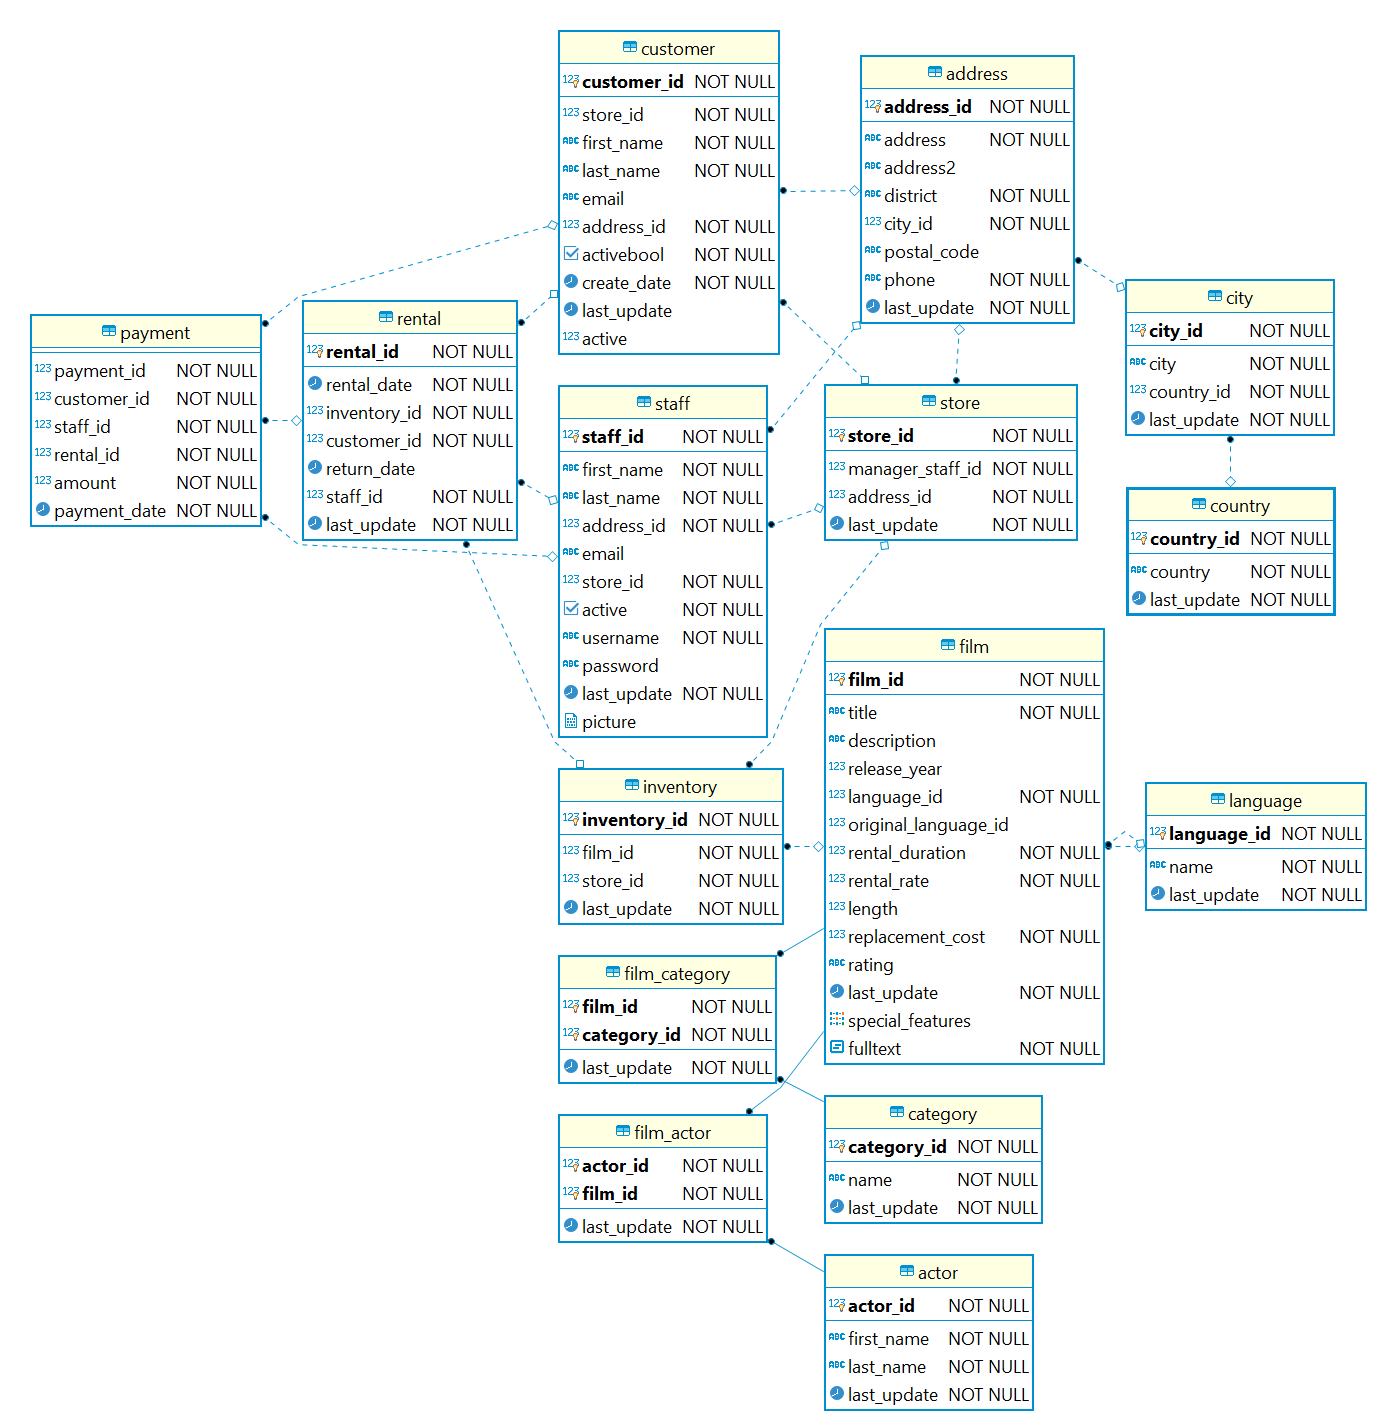 customer
customer_id NOT NULL
store_id NOT NULL
first_name NOT NULL
last_name NOT NULL
email
address_id NOT NULL
activebool NOT NULL
create_date NOT NULL
last_update
active
address
address_id NOT NULL
address NOT NULL
address2
district NOT NULL
city_id NOT NULL
postal_code
phone NOT NULL
last_update NOT NULL
city
city_id NOT NULL
city NOT NULL
country_id NOT NULL
last_update NOT NULL
payment
payment_id NOT NULL
customer_id NOT NULL
staff_id NOT NULL
rental_id NOT NULL
amount NOT NULL
payment_date NOT NULL
rental
rental_id NOT NULL
rental_date NOT NULL
inventory_id NOT NULL
customer_id NOT NULL
return_date
staff_id NOT NULL
last_update NOT NULL
staff
staff_id NOT NULL
first_name NOT NULL
last_name NOT NULL
address_id NOT NULL
email
store_id NOT NULL
active NOT NULL
username NOT NULL
password
last_update NOT NULL
picture
store
store_id NOT NULL
manager_staff_id NOT NULL
address_id NOT NULL
last_update NOT NULL
country
country_id NOT NULL
country NOT NULL
last_update NOT NULL
film
film_id NOT NULL
title NOT NULL
description
release_year
language_id NOT NULL
original_language_id
rental_duration NOT NULL
rental_rate NOT NULL
length
replacement_cost NOT NULL
rating
last_update NOT NULL
special_features
fulltext NOT NULL
language
language_id NOT NULL
name NOT NULL
last_update NOT NULL
inventory
inventory_id NOT NULL
film_id NOT NULL
store_id NOT NULL
last_update NOT NULL
film_category
film_id NOT NULL
category_id NOT NULL
last_update NOT NULL
category
category_id NOT NULL
name NOT NULL
last_update NOT NULL
film_actor
actor_id NOT NULL
film_id NOT NULL
last_update NOT NULL
actor
actor_id NOT NULL
first_name NOT NULL
last_name NOT NULL
last_update NOT NULL